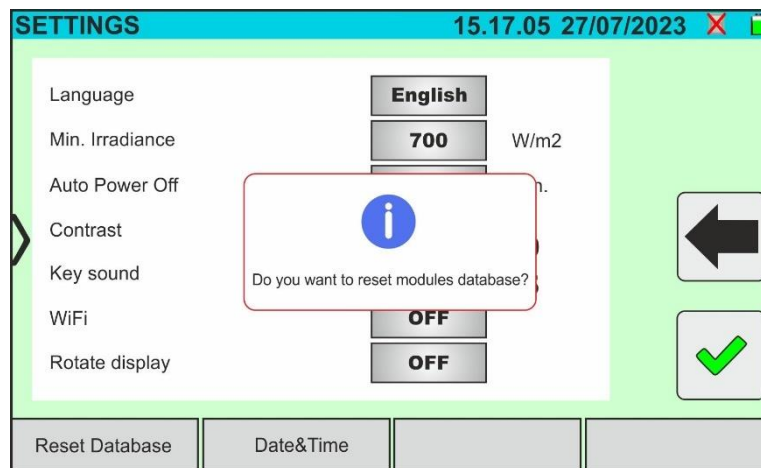 SETTINGS 15.17.05 27/07/2023
Language English
Min. Irradiance 700 W/m2
Auto Power Off
Contrast
Key sound
Do you want to reset modules database?
WiFi OFF
Rotate display OFF
Reset Database Date&Time